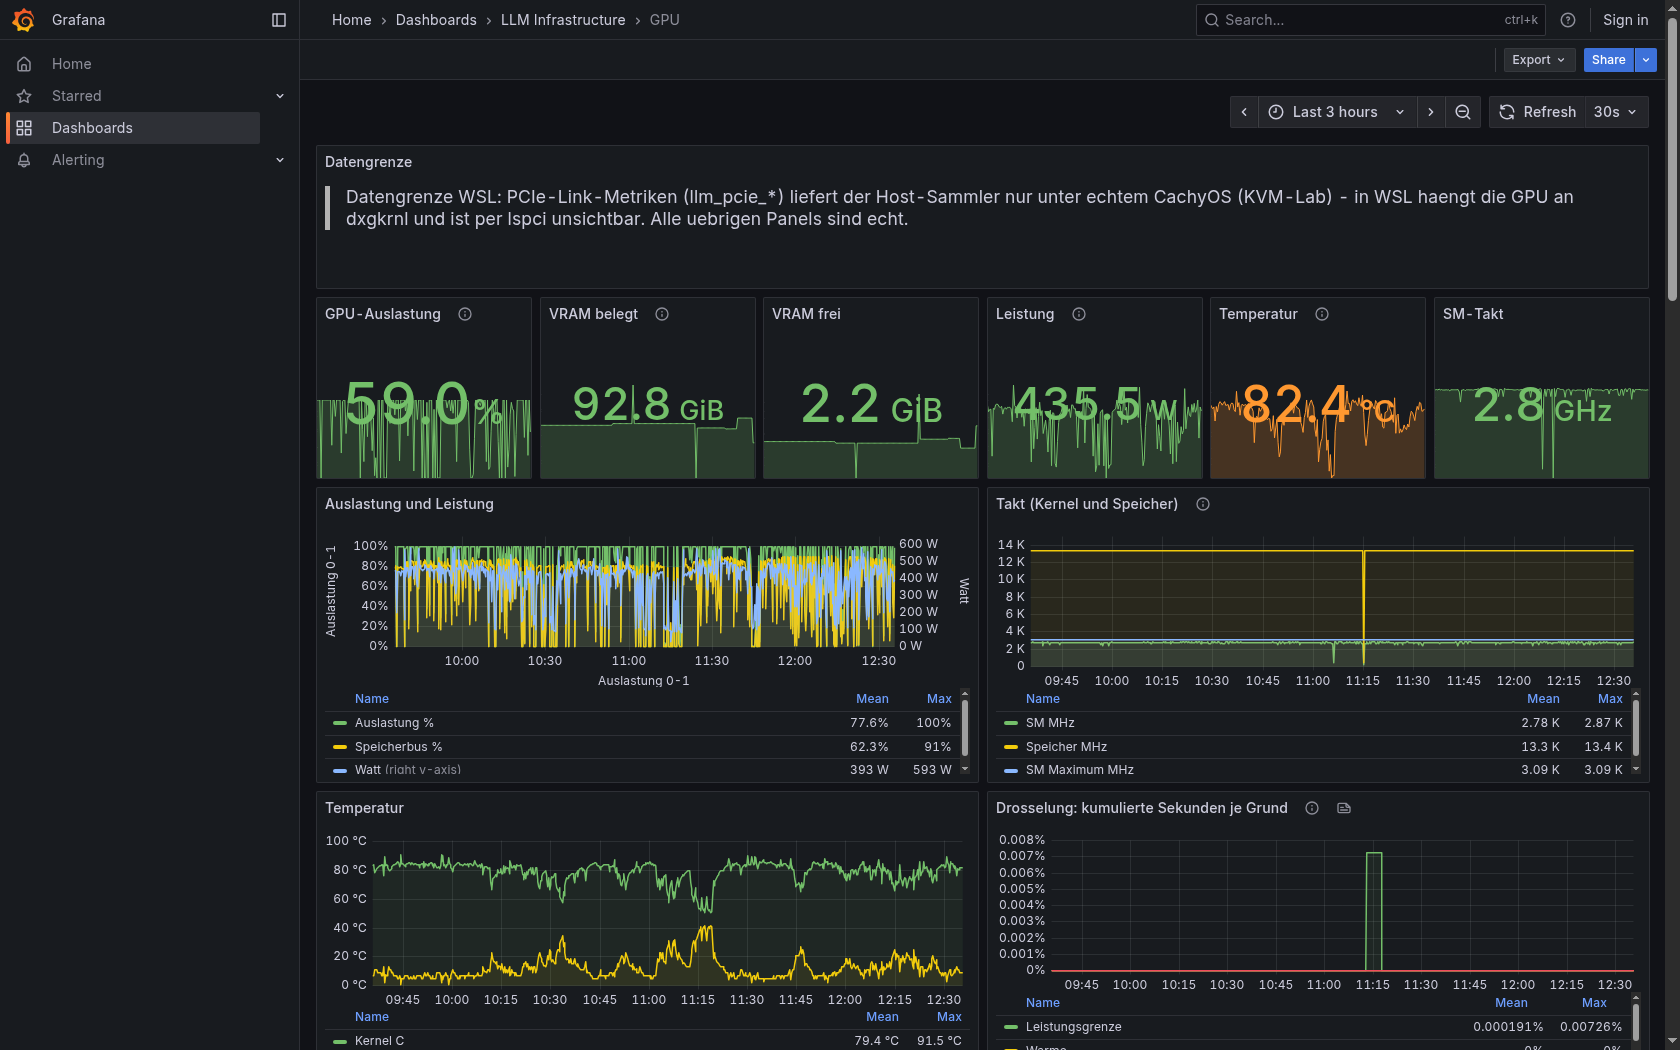 Grafana
Home › Dashboards › LLM Infrastructure › GPU
Search... ctrl+k
Sign in
Home
Starred
Dashboards
Alerting
Export
Share
Last 3 hours
Refresh 30s
Datengrenze
Datengrenze WSL: PCIe-Link-Metriken (llm_pcie_*) liefert der Host-Sammler nur unter echtem CachyOS (KVM-Lab) - in WSL haengt die GPU an
dxgkrnl und ist per lspci unsichtbar. Alle uebrigen Panels sind echt.
GPU-Auslastung
59.0%
VRAM belegt
92.8 GiB
VRAM frei
2.2 GiB
Leistung
435.5 W
Temperatur
82.4 °C
SM-Takt
2.8 GHz
Auslastung und Leistung
Auslastung 0-1
100%
80%
60%
40%
20%
0%
600 W
500 W
400 W
300 W
200 W
100 W
0 W
Watt
10:00 10:30 11:00 11:30 12:00 12:30
Auslastung 0-1
Name Mean Max
Auslastung % 77.6% 100%
Speicherbus % 62.3% 91%
Watt (right y-axis) 393 W 593 W
Takt (Kernel und Speicher)
14 K
12 K
10 K
8 K
6 K
4 K
2 K
0
09:45 10:00 10:15 10:30 10:45 11:00 11:15 11:30 11:45 12:00 12:15 12:30
Name Mean Max
SM MHz 2.78 K 2.87 K
Speicher MHz 13.3 K 13.4 K
SM Maximum MHz 3.09 K 3.09 K
Temperatur
100 °C
80 °C
60 °C
40 °C
20 °C
0 °C
09:45 10:00 10:15 10:30 10:45 11:00 11:15 11:30 11:45 12:00 12:15 12:30
Name Mean Max
Kernel C 79.4 °C 91.5 °C
Drosselung: kumulierte Sekunden je Grund
0.008%
0.007%
0.006%
0.005%
0.004%
0.003%
0.002%
0.001%
0%
09:45 10:00 10:15 10:30 10:45 11:00 11:15 11:30 11:45 12:00 12:15 12:30
Name Mean Max
Leistungsgrenze 0.000191% 0.00726%
0% 0%